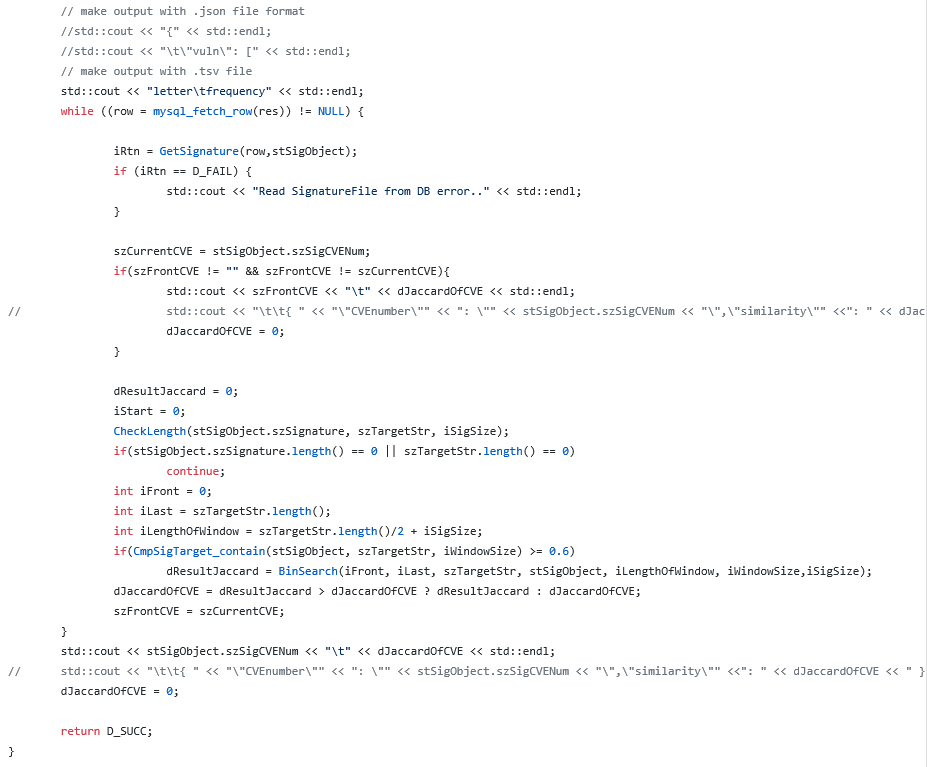 // make output with .json file format
//std::cout << "{" << std::endl;
//std::cout << "\t\"vuln\": [" << std::endl;
// make output with .tsv file
std::cout << "letter\tfrequency" << std::endl;
while ((row = mysql_fetch_row(res)) != NULL) {
iRtn = GetSignature(row,stSigObject);
if (iRtn == D_FAIL) {
std::cout << "Read SignatureFile from DB error.." << std::endl;
}
szCurrentCVE = stSigObject.szSigCVENum;
if(szFrontCVE != "" && szFrontCVE != szCurrentCVE){
std::cout << szFrontCVE << "\t" << dJaccardOfCVE << std::endl;
// std::cout << "\t\t{ " << "\"CVEnumber\"" << ": \"" << stSigObject.szSigCVENum << "\",\"similarity\"" <<": " << dJac
dJaccardOfCVE = 0;
}
dResultJaccard = 0;
iStart = 0;
CheckLength(stSigObject.szSignature, szTargetStr, iSigSize);
if(stSigObject.szSignature.length() == 0 || szTargetStr.length() == 0)
continue;
int iFront = 0;
int iLast = szTargetStr.length();
int iLengthOfWindow = szTargetStr.length()/2 + iSigSize;
if(CmpSigTarget_contain(stSigObject, szTargetStr, iWindowSize) >= 0.6)
dResultJaccard = BinSearch(iFront, iLast, szTargetStr, stSigObject, iLengthOfWindow, iWindowSize,iSigSize);
dJaccardOfCVE = dResultJaccard > dJaccardOfCVE ? dResultJaccard : dJaccardOfCVE;
szFrontCVE = szCurrentCVE;
}
std::cout << stSigObject.szSigCVENum << "\t" << dJaccardOfCVE << std::endl;
// std::cout << "\t\t{ " << "\"CVEnumber\"" << ": \"" << stSigObject.szSigCVENum << "\",\"similarity\"" <<": " << dJaccardOfCVE << " }
dJaccardOfCVE = 0;
return D_SUCC;
}